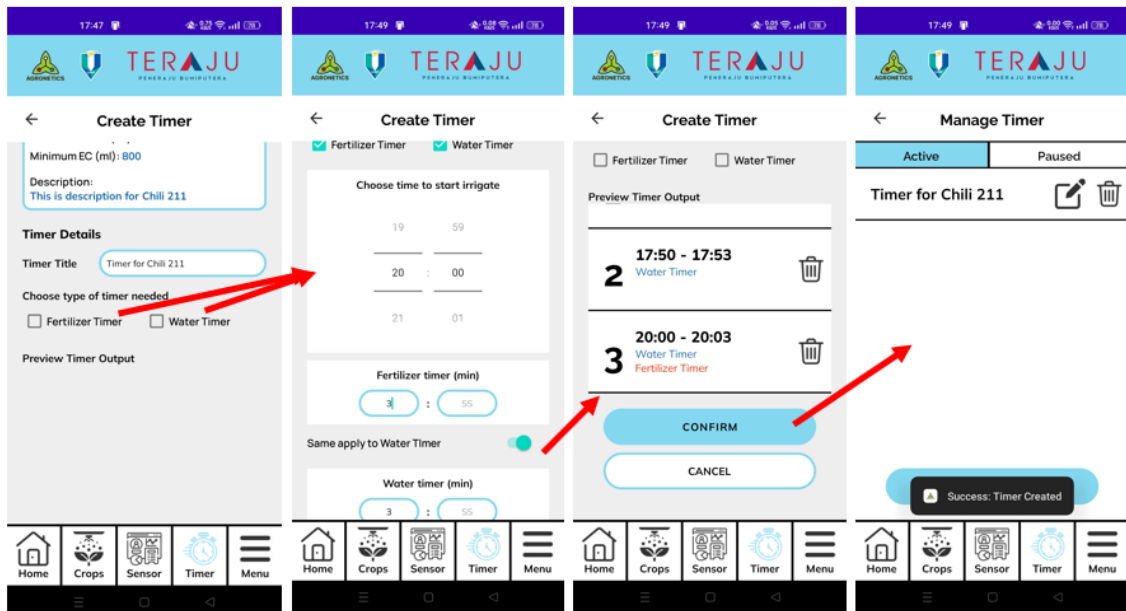 17:47
78
AGRONETICS
TERAJU
PENERAJU BUMIPUTERA
Create Timer
Minimum EC (ml): 800
Description:
This is description for Chili 211
Timer Details
Timer Title
Timer for Chili 211
Choose type of timer needed
Fertilizer Timer
Water Timer
Preview Timer Output
Home
Crops
Sensor
Timer
Menu
17:49
78
AGRONETICS
TERAJU
PENERAJU BUMIPUTERA
Create Timer
Fertilizer Timer
Water Timer
Choose time to start irrigate
19 59
20 : 00
21 01
Fertilizer timer (min)
3 : 55
Same apply to Water TImer
Water timer (min)
3 : 55
Home
Crops
Sensor
Timer
Menu
17:49
78
AGRONETICS
TERAJU
PENERAJU BUMIPUTERA
Create Timer
Fertilizer Timer
Water Timer
Preview Timer Output
2
17:50 - 17:53
Water Timer
3
20:00 - 20:03
Water Timer
Fertilizer Timer
CONFIRM
CANCEL
Home
Crops
Sensor
Timer
Menu
17:49
78
AGRONETICS
TERAJU
PENERAJU BUMIPUTERA
Manage Timer
Active
Paused
Timer for Chili 211
Success: Timer Created
Home
Crops
Sensor
Timer
Menu